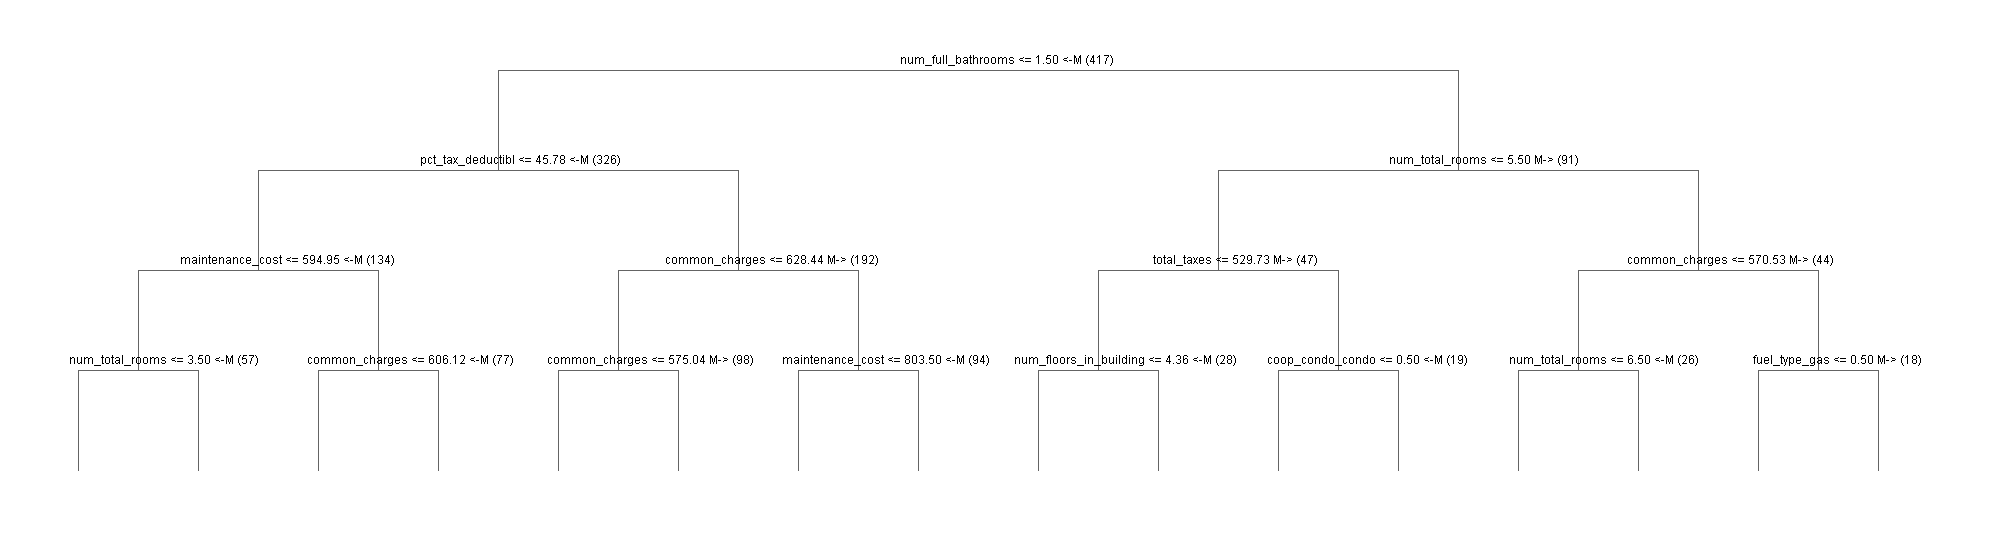 num_full_bathrooms <= 1.50 <-M (417)
pct_tax_deductibl <= 45.78 <-M (326)
num_total_rooms <= 5.50 M-> (91)
maintenance_cost <= 594.95 <-M (134)
common_charges <= 628.44 M-> (192)
total_taxes <= 529.73 M-> (47)
common_charges <= 570.53 M-> (44)
num_total_rooms <= 3.50 <-M (57)
common_charges <= 606.12 <-M (77)
common_charges <= 575.04 M-> (98)
maintenance_cost <= 803.50 <-M (94)
num_floors_in_building <= 4.36 <-M (28)
coop_condo_condo <= 0.50 <-M (19)
num_total_rooms <= 6.50 <-M (26)
fuel_type_gas <= 0.50 M-> (18)